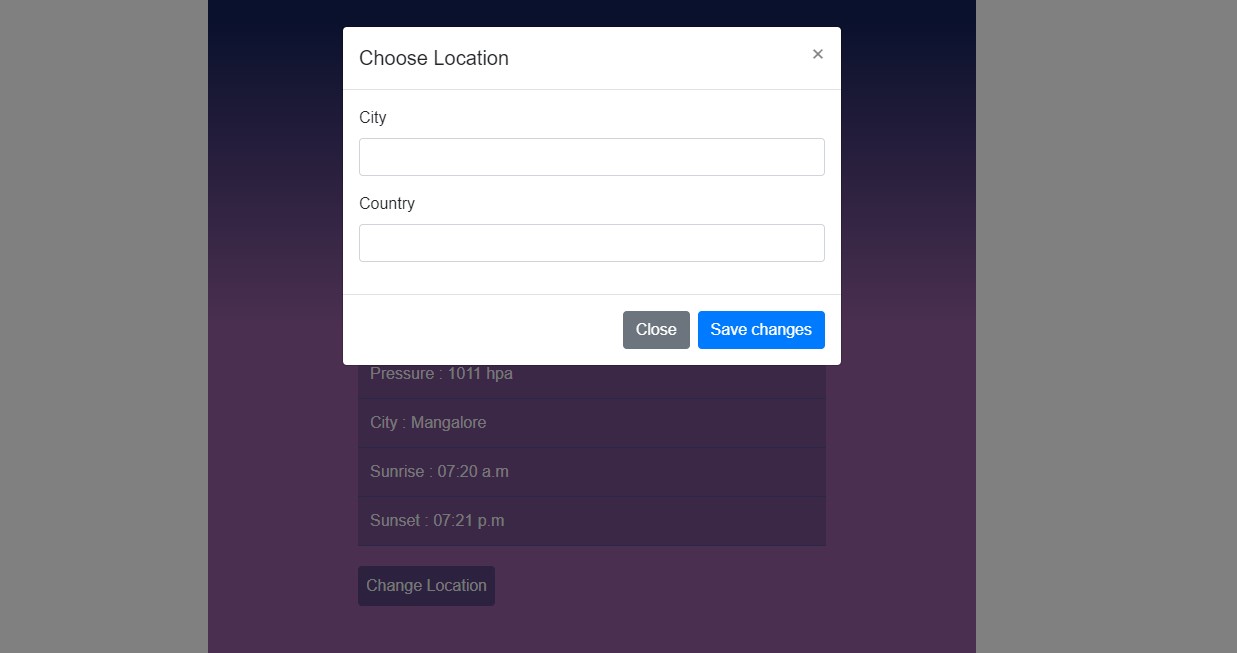 Choose Location ×
City
Country
Close Save changes
Pressure : 1011 hpa
City : Mangalore
Sunrise : 07:20 a.m
Sunset : 07:21 p.m
Change Location